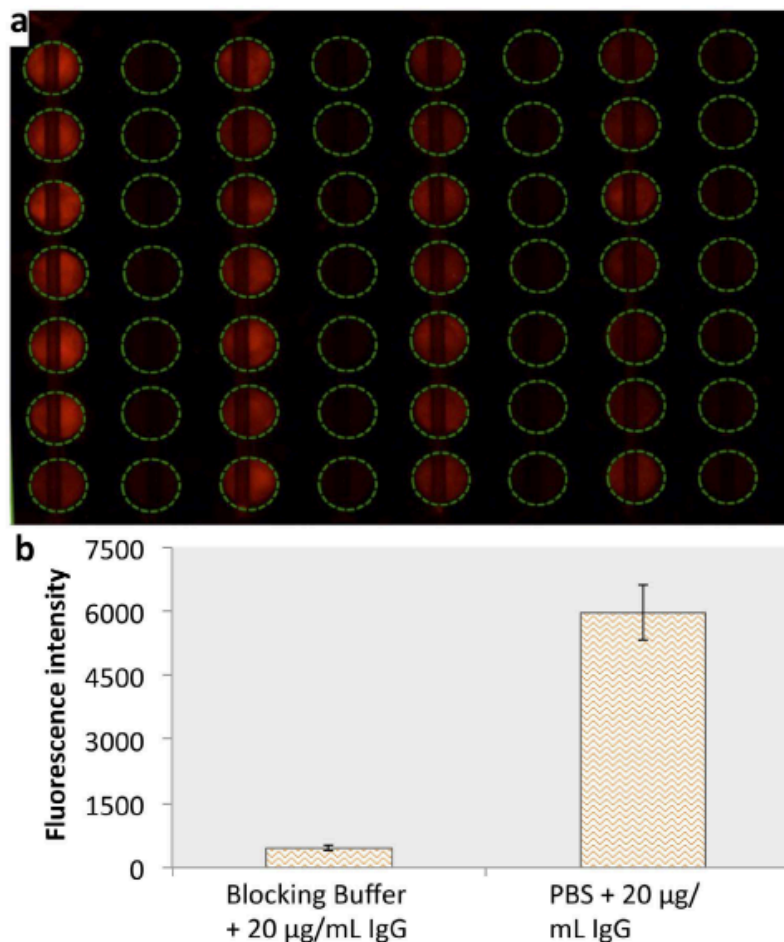 a
b
7500
6000
4500
3000
1500
0
Fluorescence intensity
Blocking Buffer
+ 20 µg/mL IgG
PBS + 20 µg/
mL IgG